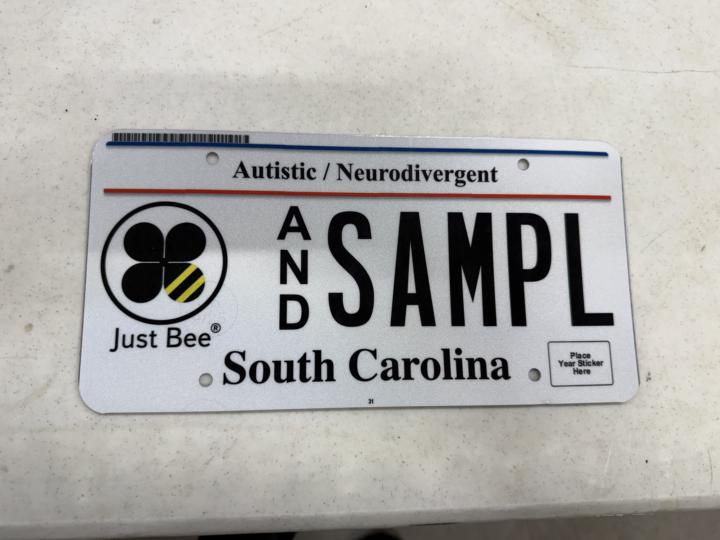 Autistic / Neurodivergent
AND SAMPL
Just Bee®
South Carolina
Place
Year Sticker
Here
31